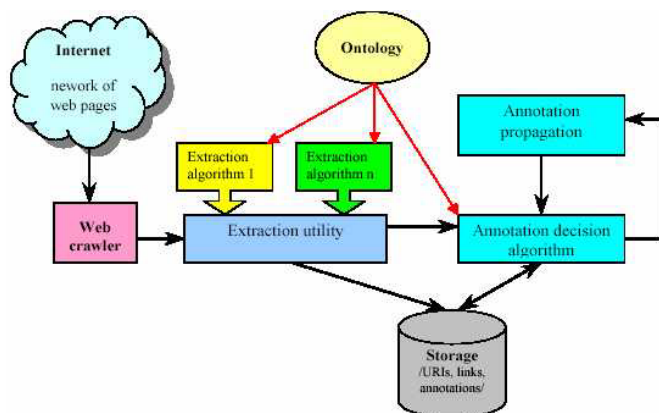 Internet
nework of
web pages
Ontology
Annotation
propagation
Extraction
algorithm 1
Extraction
algorithm n
Web
crawler
Extraction utility
Annotation decision
algorithm
Storage
/URIs, links,
annotations/